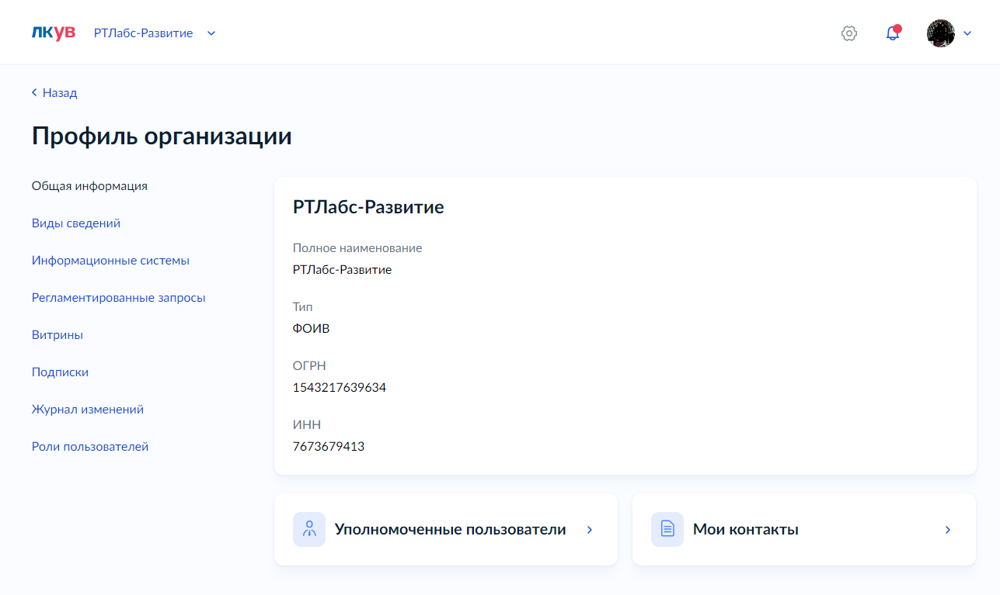 ЛКУВ РТЛабс-Развитие
Назад
Профиль организации
Общая информация
Виды сведений
Информационные системы
Регламентированные запросы
Витрины
Подписки
Журнал изменений
Роли пользователей
РТЛабс-Развитие
Полное наименование
РТЛабс-Развитие
Тип
ФОИВ
ОГРН
1543217639634
ИНН
7673679413
Уполномоченные пользователи
Мои контакты